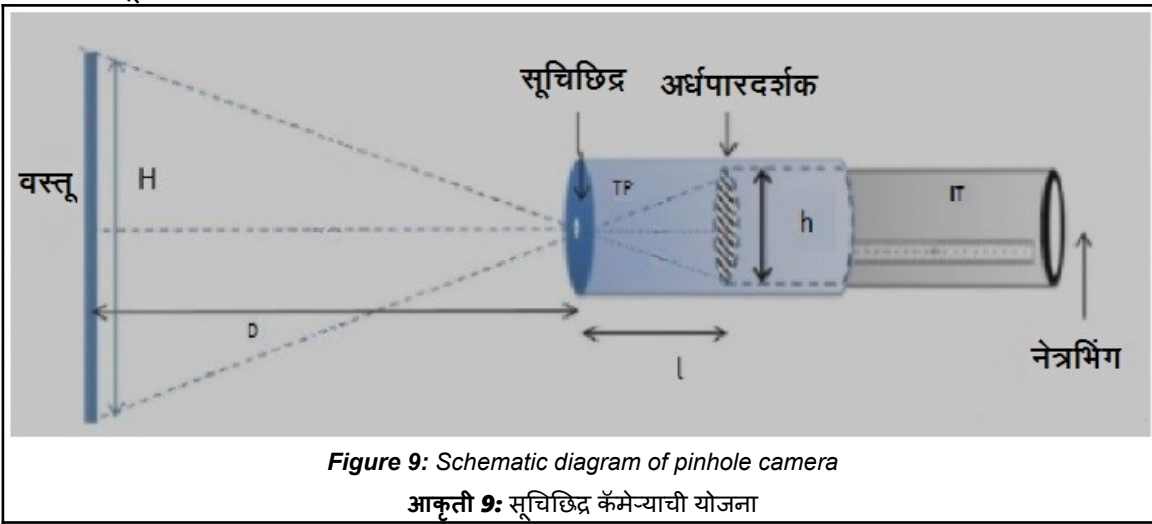 सूचिछिद्र
अर्धपारदर्शक
वस्तू
H
TP
IT
h
D
l
नेत्रभिंग
Figure 9: Schematic diagram of pinhole camera
आकृती 9: सूचिछिद्र कॅमेऱ्याची योजना